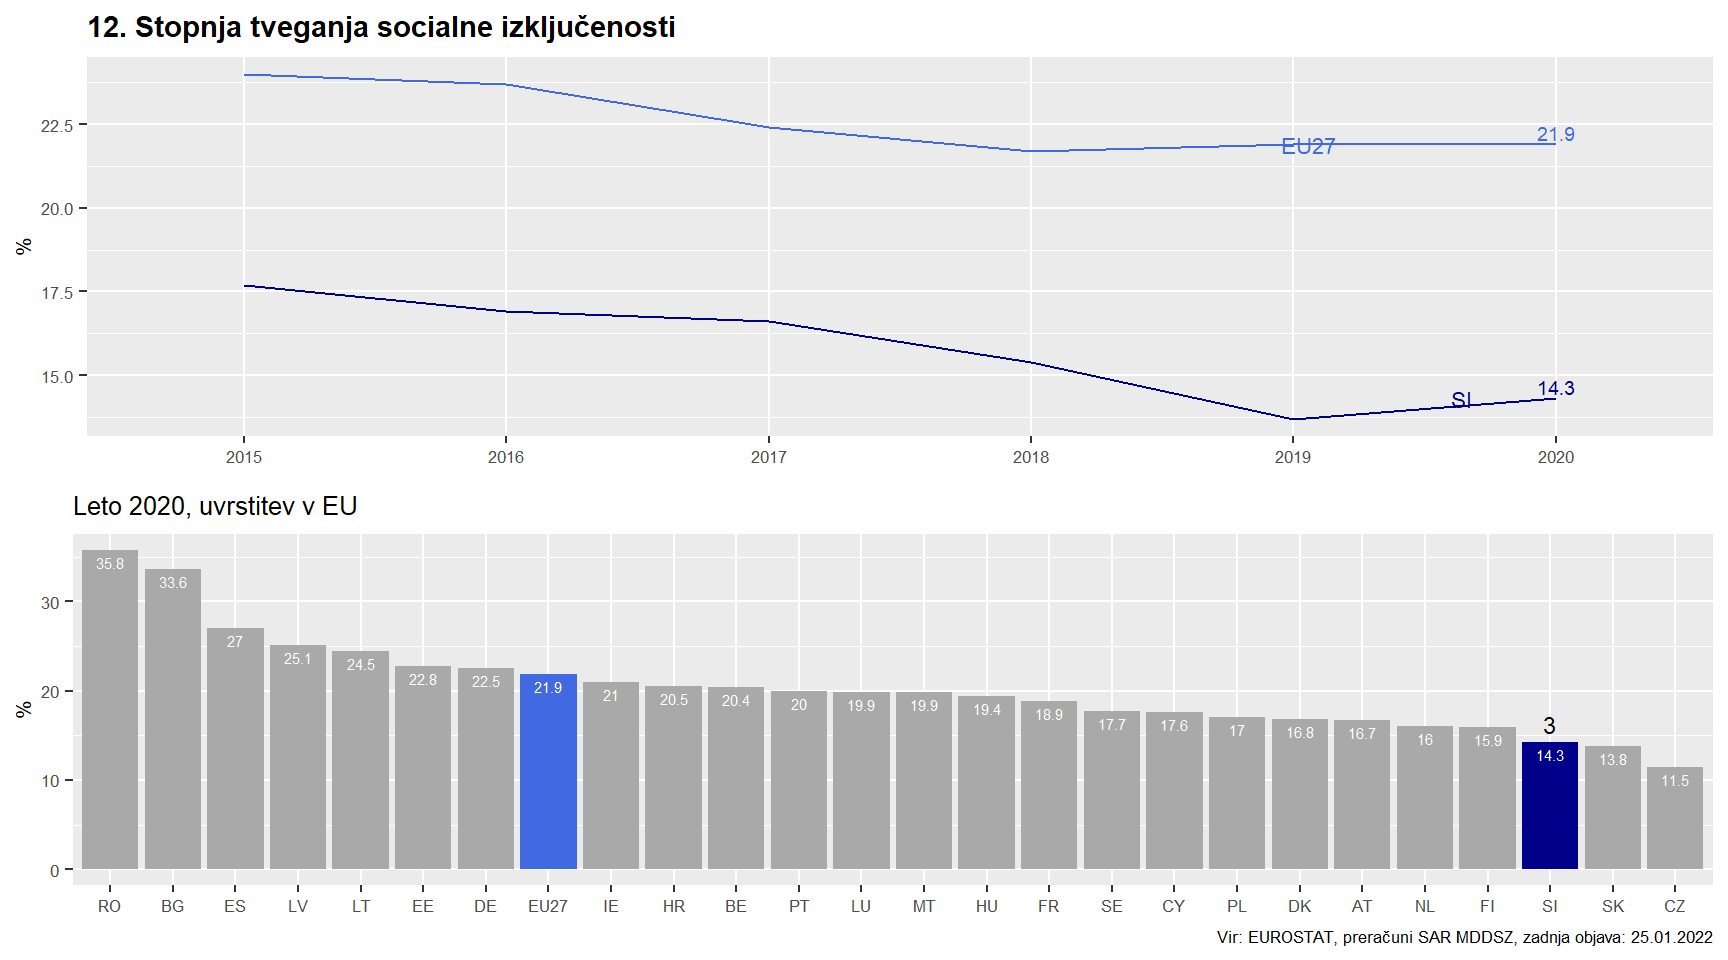 12. Stopnja tveganja socialne izključenosti
%
22.5
20.0
17.5
15.0
EU27
21.9
SI
14.3
2015 2016 2017 2018 2019 2020
Leto 2020, uvrstitev v EU
%
30
20
10
0
35.8 33.6 27 25.1 24.5 22.8 22.5 21.9 21 20.5 20.4 20 19.9 19.9 19.4 18.9 17.7 17.6 17 16.8 16.7 16 15.9 14.3 13.8 11.5
3
RO BG ES LV LT EE DE EU27 IE HR BE PT LU MT HU FR SE CY PL DK AT NL FI SI SK CZ
Vir: EUROSTAT, preračuni SAR MDDSZ, zadnja objava: 25.01.2022